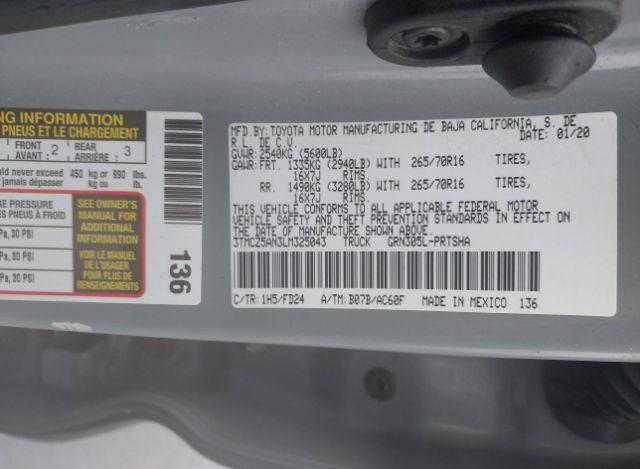 NG INFORMATION
PNEUS ET LE CHARGEMENT
FRONT
AVANT: 2
REAR
ARRIÈRE: 3
uld never exceed
jamais dépasser
450 kg or 990 lbs.
kg ou lb.
PRESSURE
PNEUS À FROID
Pa, 30 PSI
Pa, 30 PSI
Pa, 30 PSI
SEE OWNER'S
MANUAL FOR
ADDITIONAL
INFORMATION
VOIR LE MANUEL
DE L'USAGER
POUR PLUS DE
RENSEIGNEMENTS
136
MFD.BY:TOYOTA MOTOR MANUFACTURING DE BAJA CALIFORNIA, S. DE
R.L. DE C.V. DATE: 01/20
GVWR:2540KG (5600LB)
GAWR:FRT. 1335KG (2940LB) WITH 265/70R16 TIRES,
16X7J RIMS.
RR. 1490KG (3280LB) WITH 265/70R16 TIRES,
16X7J RIMS.
THIS VEHICLE CONFORMS TO ALL APPLICABLE FEDERAL MOTOR
VEHICLE SAFETY AND THEFT PREVENTION STANDARDS IN EFFECT ON
THE DATE OF MANUFACTURE SHOWN ABOVE.
3TMCZ5AN3LM325043 TRUCK GRN305L-PRTSHA
C/TR:1H5/FD24 A/TM:B07B/AC60F MADE IN MEXICO 136